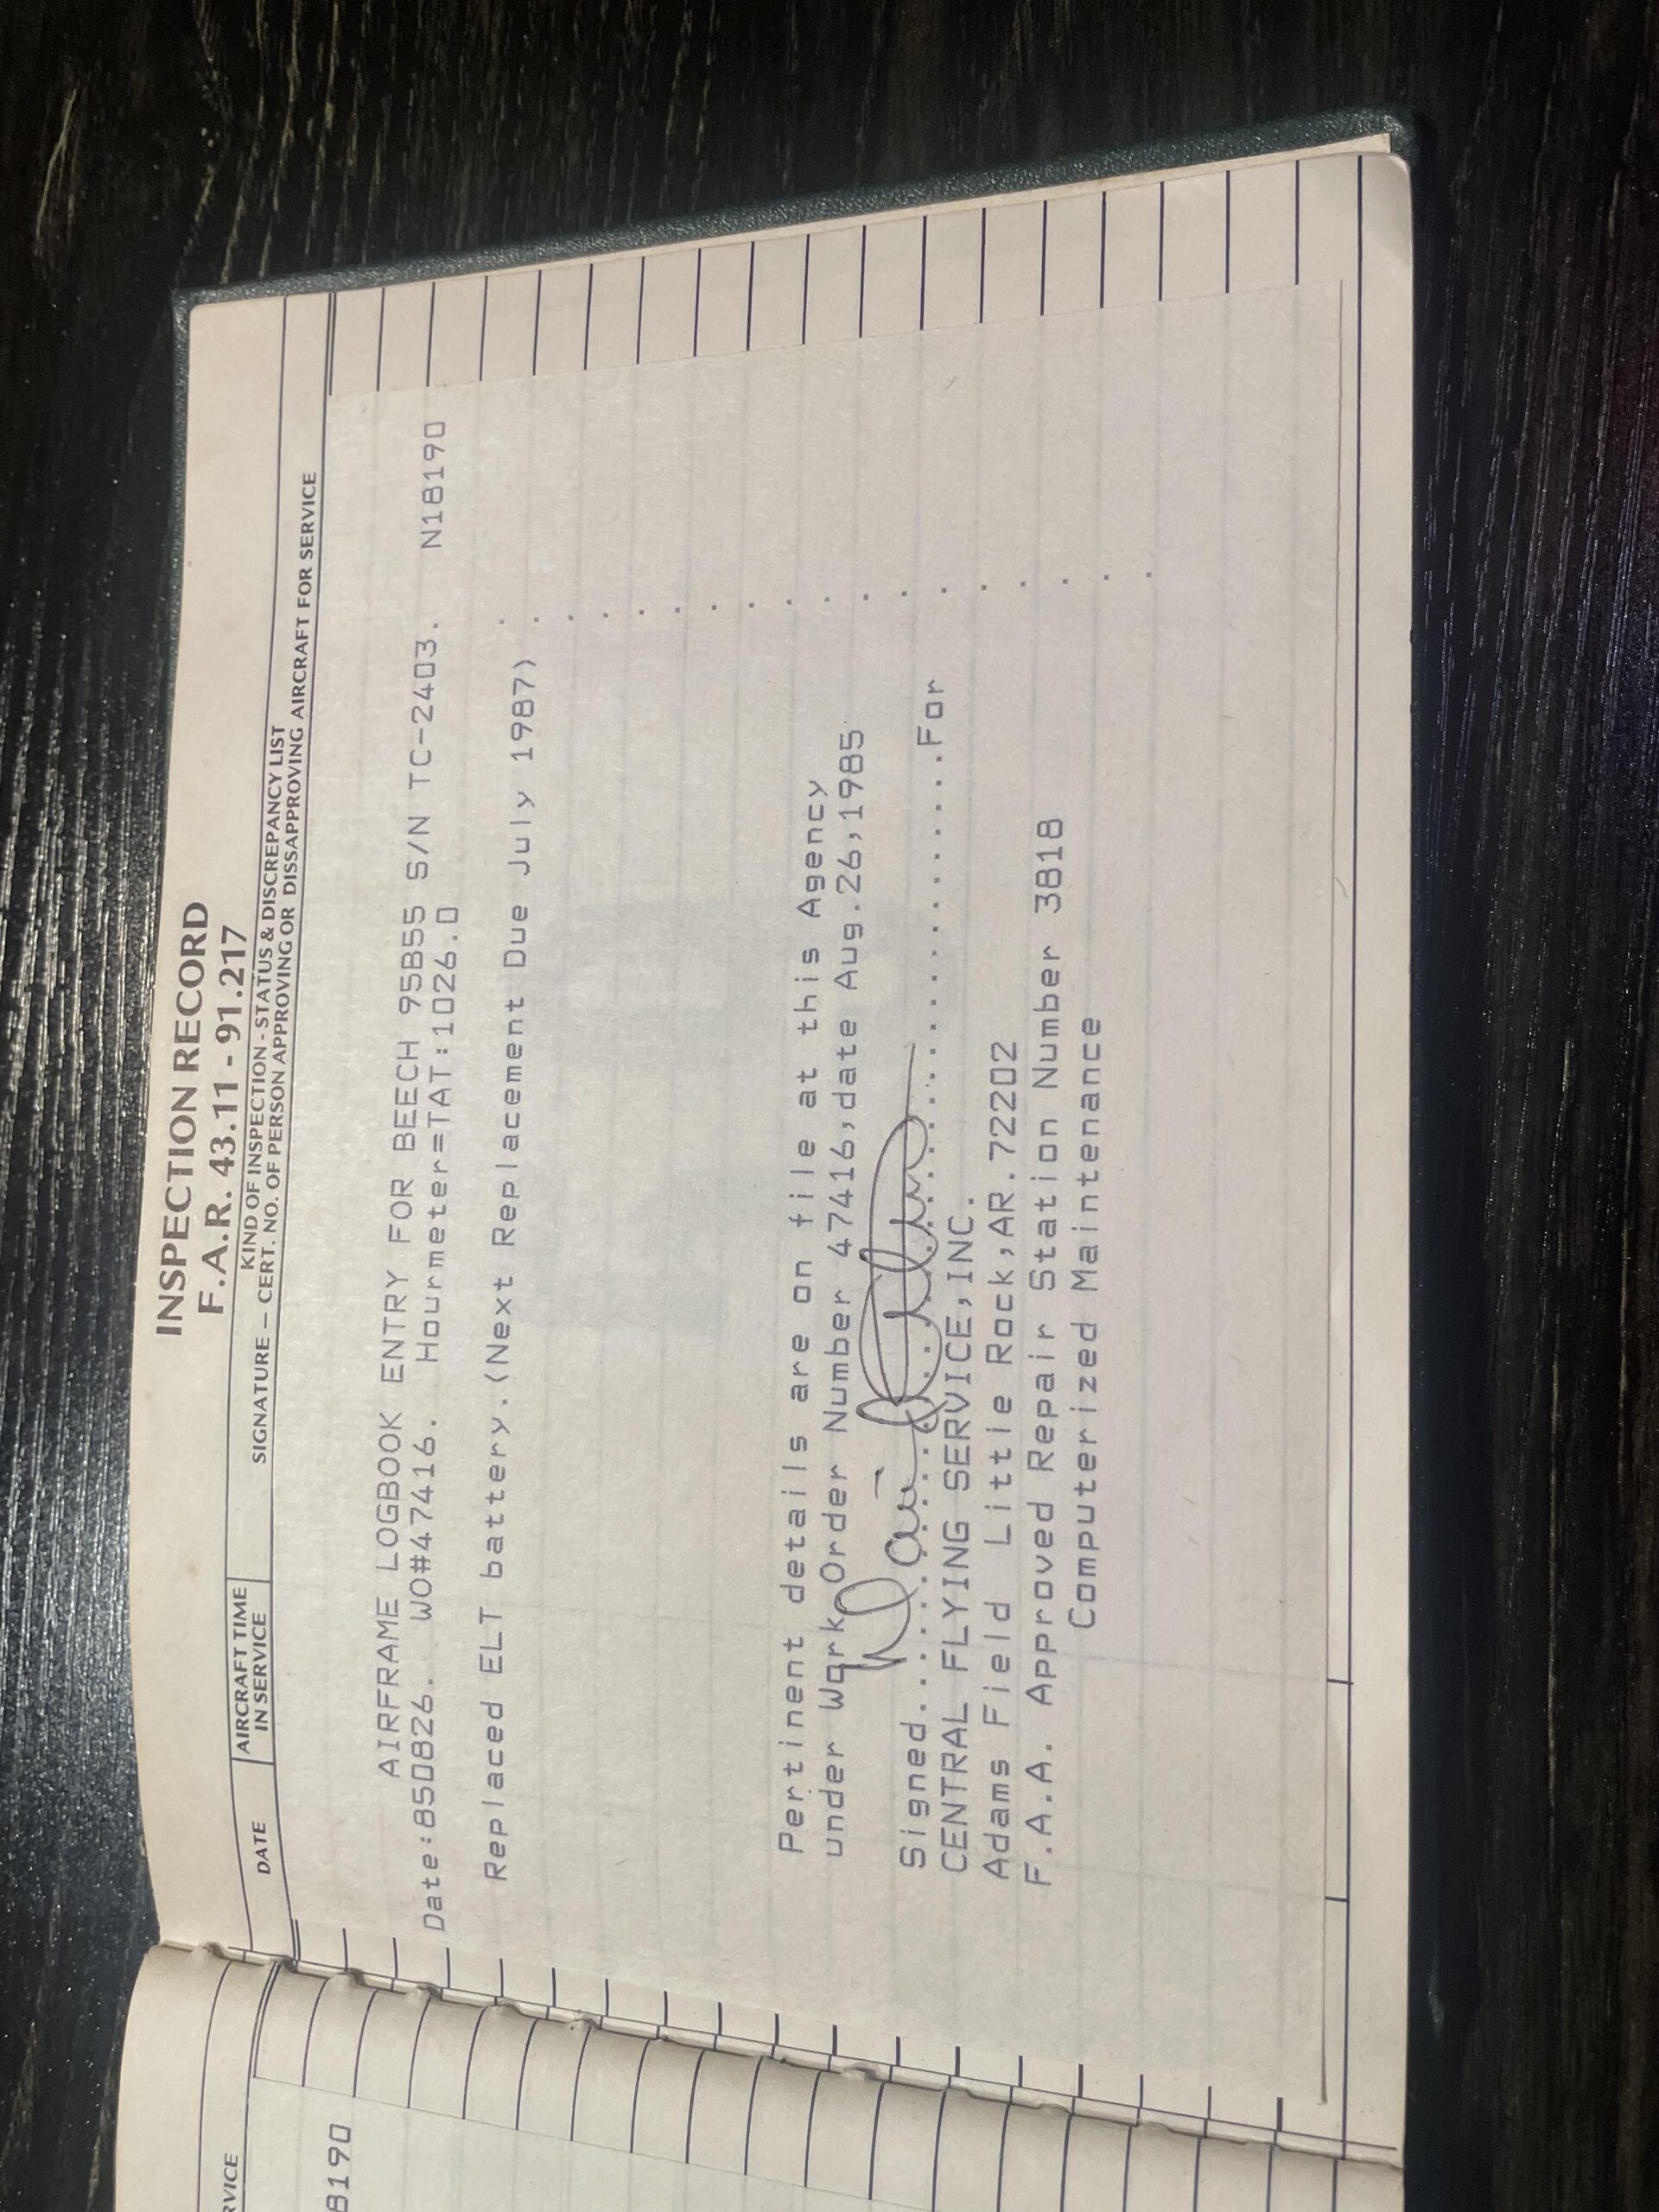 INSPECTION RECORD
F.A.R. 43.11 - 91.217
DATE
AIRCRAFT TIME
IN SERVICE
KIND OF INSPECTION - STATUS & DISCREPANCY LIST
SIGNATURE – CERT. NO. OF PERSON APPROVING OR DISSAPPROVING AIRCRAFT FOR SERVICE
AIRFRAME LOGBOOK ENTRY FOR BEECH 95B55 S/N TC-2403. N18190
Date:850826. WO#47416. Hourmeter=TAT:1026.0
Replaced ELT battery.(Next Replacement Due July 1987)
Pertinent details are on file at this Agency
under Work Order Number 47416,date Aug.26,1985
Signed..............................For
CENTRAL FLYING SERVICE,INC.
Adams Field Little Rock,AR.72202
F.A.A. Approved Repair Station Number 3818
Computerized Maintenance
RVICE
8190